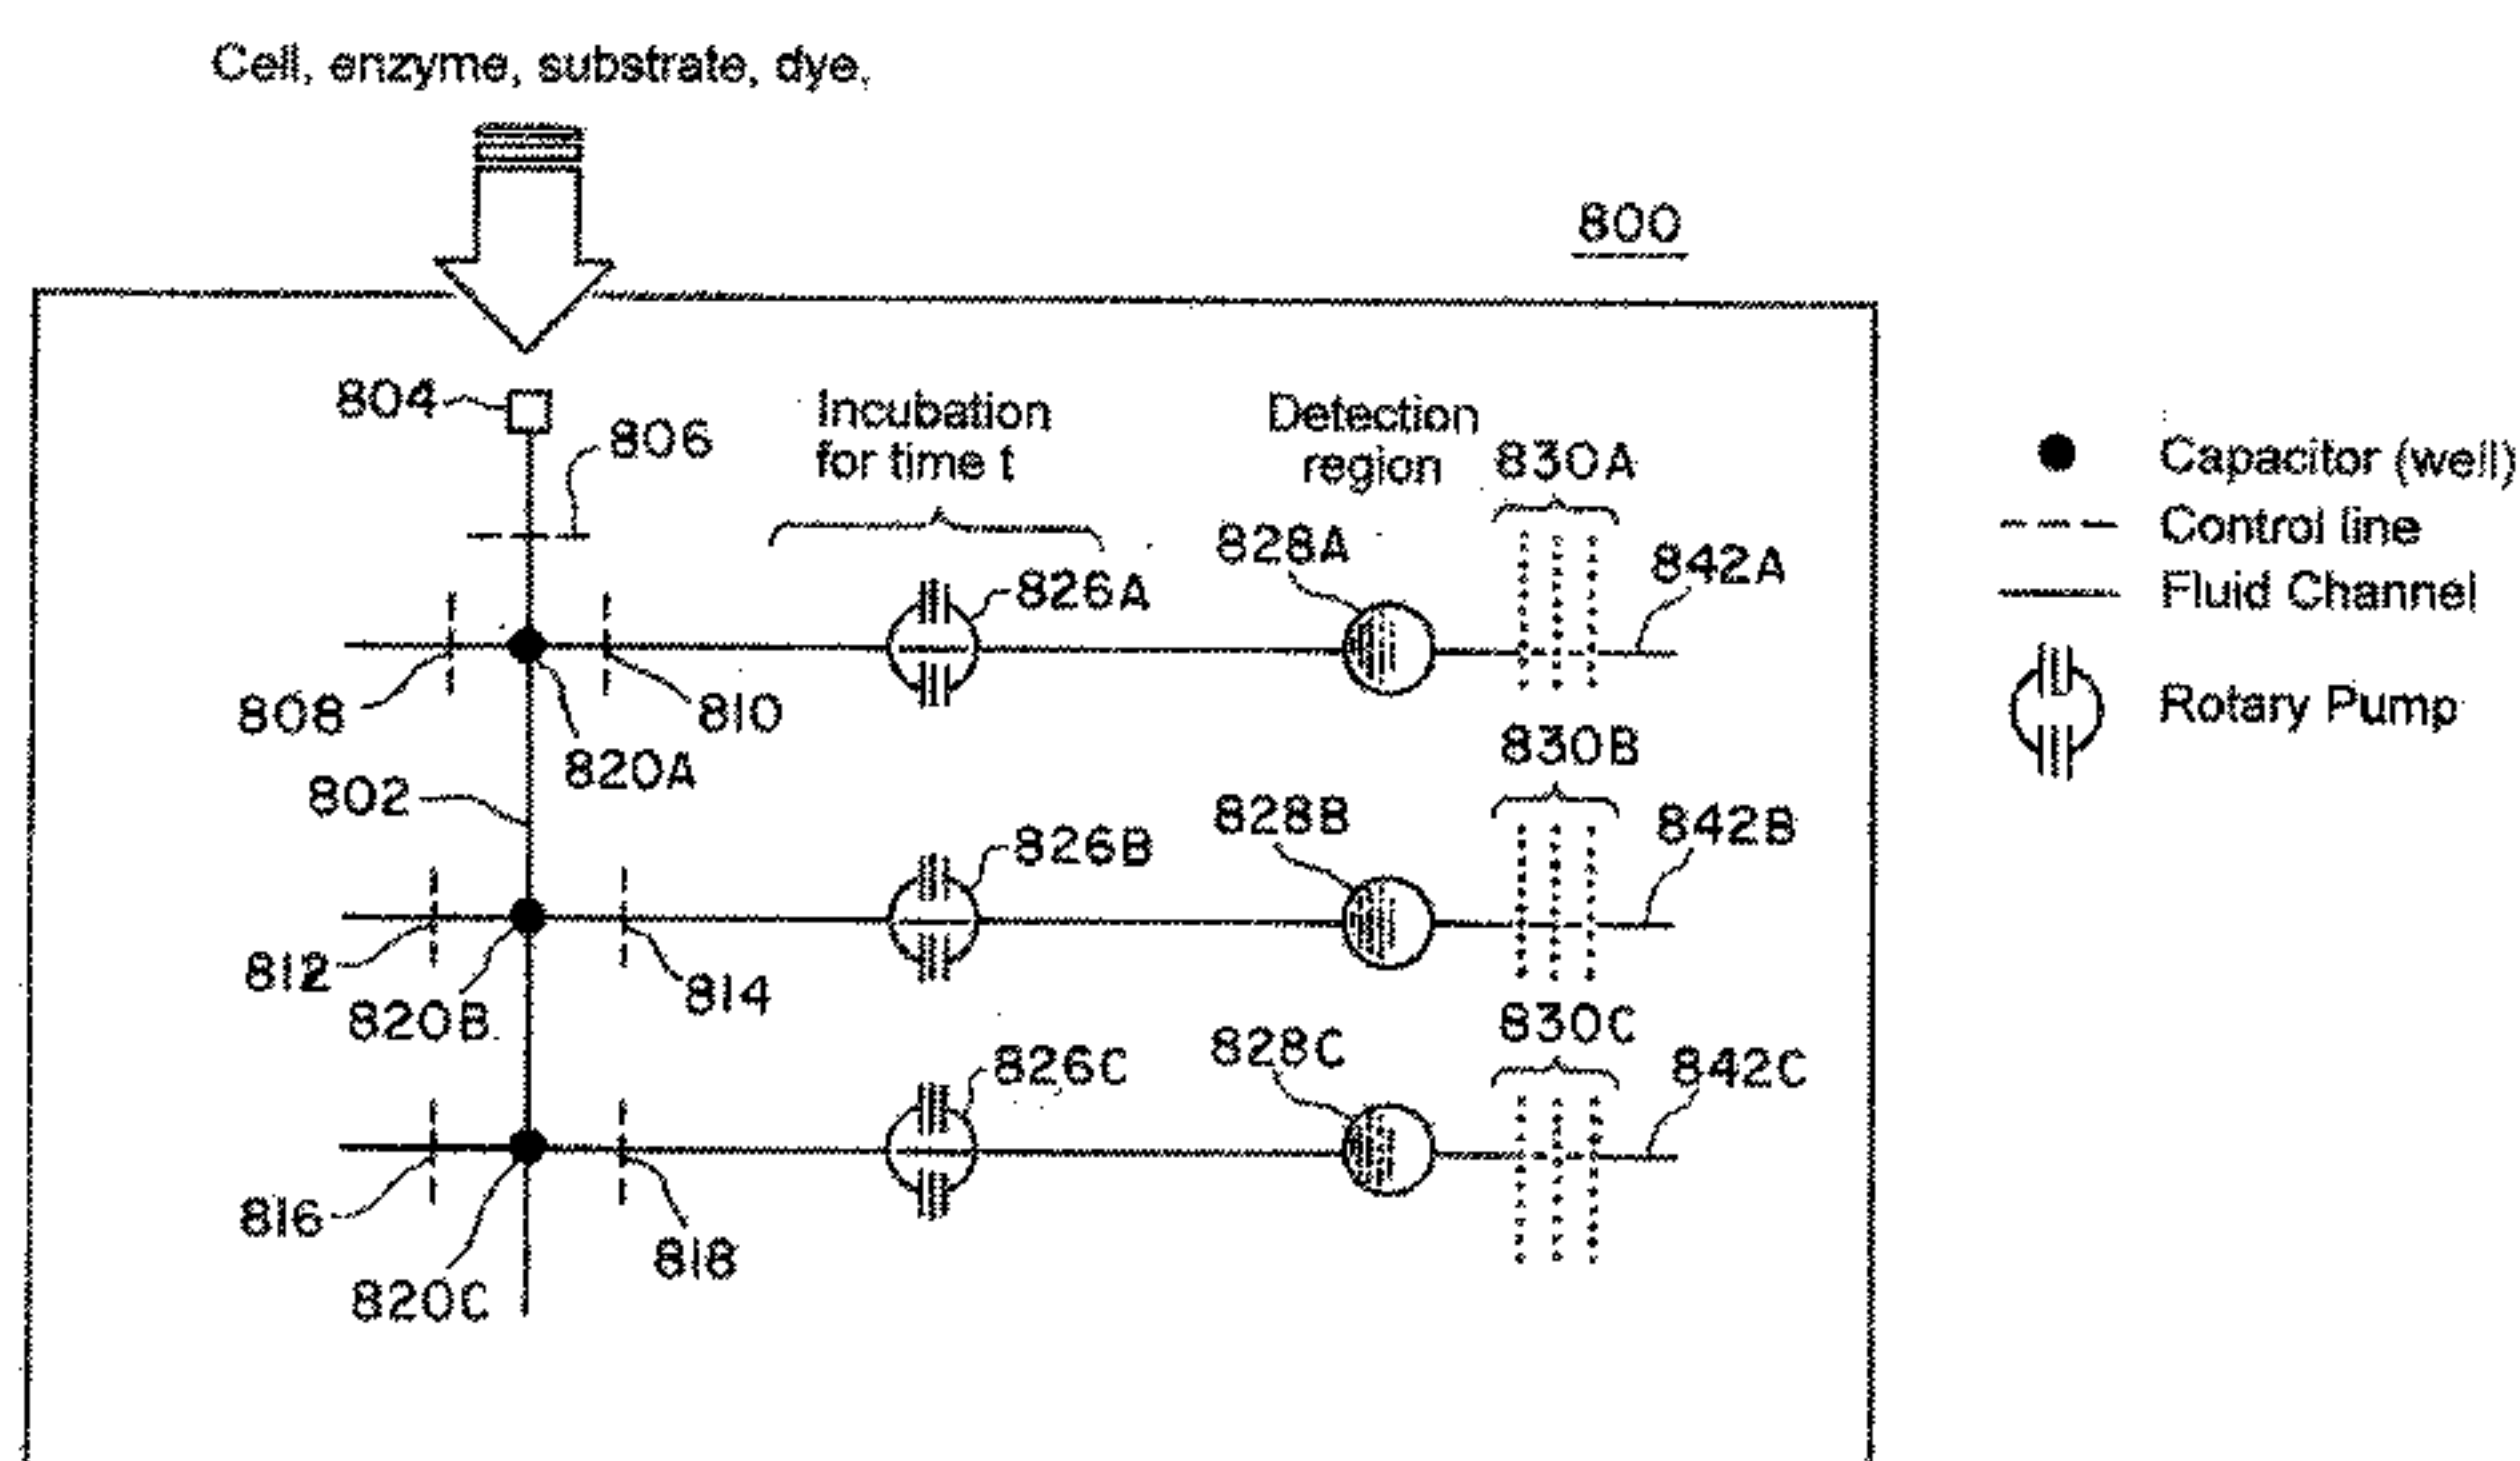 Cell, enzyme, substrate, dye,
800
804
806
Incubation
for time t
Detection
region
830A
828A
842A
826A
808
810
820A
802
830B
828B
842B
826B
812
820B
814
830C
828C
842C
826C
816
818
820C
Capacitor (well)
Control line
Fluid Channel
Rotary Pump